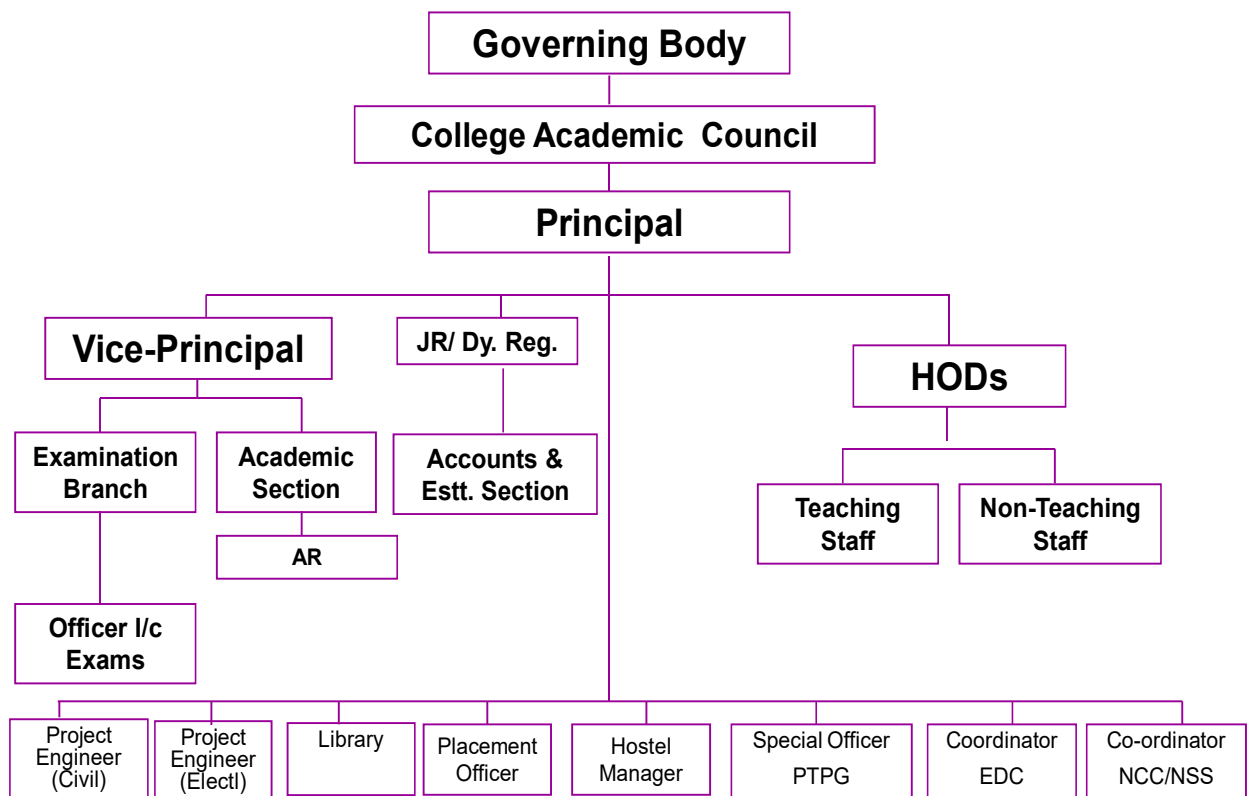 Governing Body
College Academic Council
Principal
Vice-Principal
JR/ Dy. Reg.
HODs
Examination
Branch
Academic
Section
Accounts &
Estt. Section
Teaching
Staff
Non-Teaching
Staff
AR
Officer I/c
Exams
Project
Engineer
(Civil)
Project
Engineer
(Electl)
Library
Placement
Officer
Hostel
Manager
Special Officer
PTPG
Coordinator
EDC
Co-ordinator
NCC/NSS